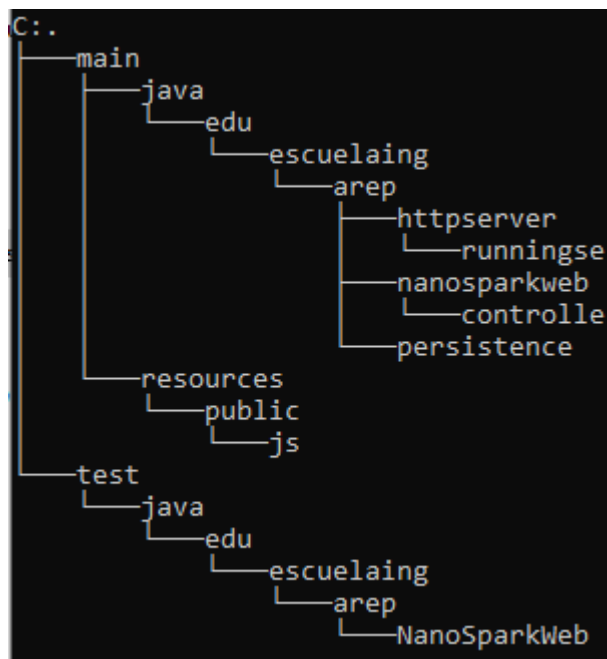 C:.
├───main
│   ├───java
│   │   └───edu
│   │       └───escuelaing
│   │           └───arep
│   │               ├───httpserver
│   │               │   └───runningse
│   │               ├───nanosparkweb
│   │               │   └───controlle
│   │               └───persistence
│   └───resources
│       └───public
│           └───js
└───test
    └───java
        └───edu
            └───escuelaing
                └───arep
                    └───NanoSparkWeb